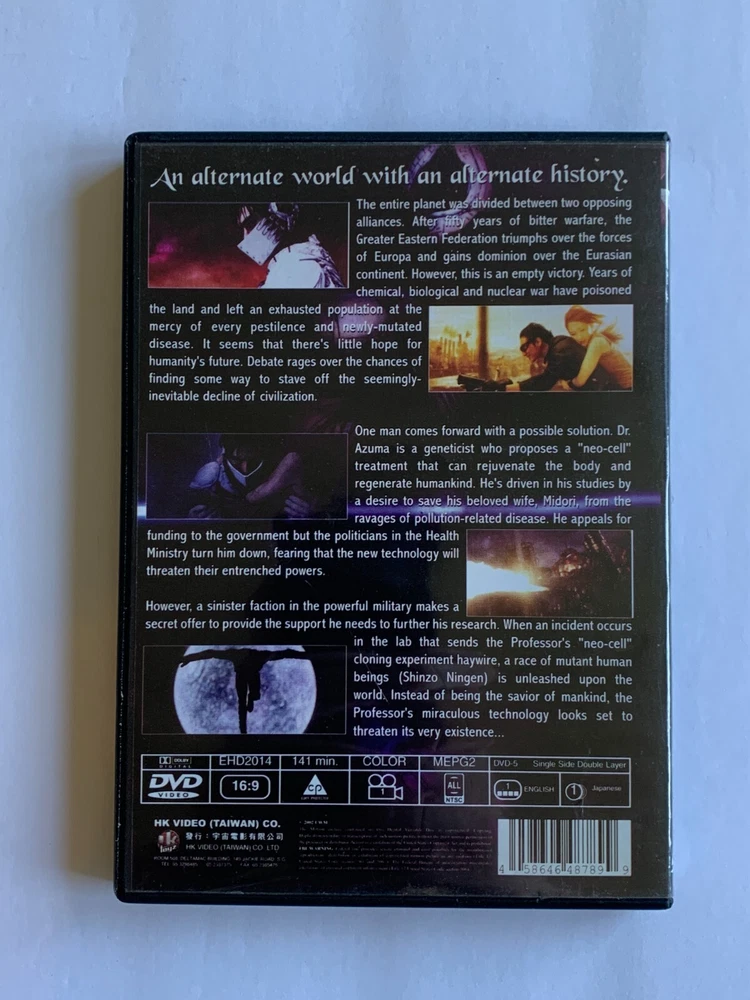 An alternate world with an alternate history.
The entire planet was divided between two opposing
alliances. After fifty years of bitter warfare, the
Greater Eastern Federation triumphs over the forces
of Europa and gains dominion over the Eurasian
continent. However, this is an empty victory. Years of
chemical, biological and nuclear war have poisoned
the land and left an exhausted population at the
mercy of every pestilence and newly-mutated
disease. It seems that there's little hope for
humanity's future. Debate rages over the chances of
finding some way to stave off the seemingly-
inevitable decline of civilization.
One man comes forward with a possible solution. Dr.
Azuma is a geneticist who proposes a "neo-cell"
treatment that can rejuvenate the body and
regenerate humankind. He's driven in his studies by
a desire to save his beloved wife, Midori, from the
ravages of pollution-related disease. He appeals for
funding to the government but the politicians in the Health
Ministry turn him down, fearing that the new technology will
threaten their entrenched powers.
However, a sinister faction in the powerful military makes a
secret offer to provide the support he needs to further his research. When an incident occurs
in the lab that sends the Professor's "neo-cell"
cloning experiment haywire, a race of mutant human
beings (Shinzo Ningen) is unleashed upon the
world. Instead of being the savior of mankind, the
Professor's miraculous technology looks set to
threaten its very existence...
DOLBY DIGITAL EHD2014 141 min. COLOR MEPG2 DVD-5 Single Side Double Layer
DVD VIDEO 16:9 CP 1 ALL NTSC 1 ENGLISH 1 Japanese
HK VIDEO (TAIWAN) CO.
發行：宇宙電影有限公司
HK VIDEO (TAIWAN) CO. LTD
4 58646 48789 9